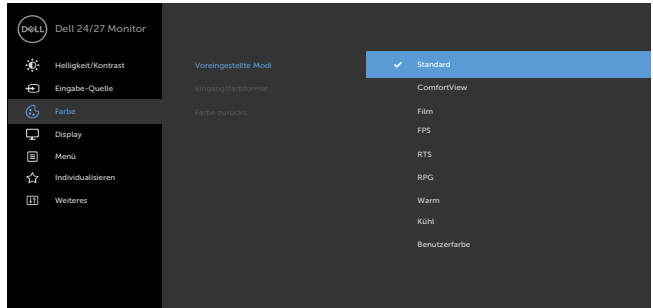 DELL
Dell 24/27 Monitor
Helligkeit/Kontrast
Eingabe-Quelle
Farbe
Display
Menü
Individualisieren
Weiteres
Voreingestellte Modi
Eingangsfarbformat
Farbe zurücks.
Standard
ComfortView
Film
FPS
RTS
RPG
Warm
Kühl
Benutzerfarbe